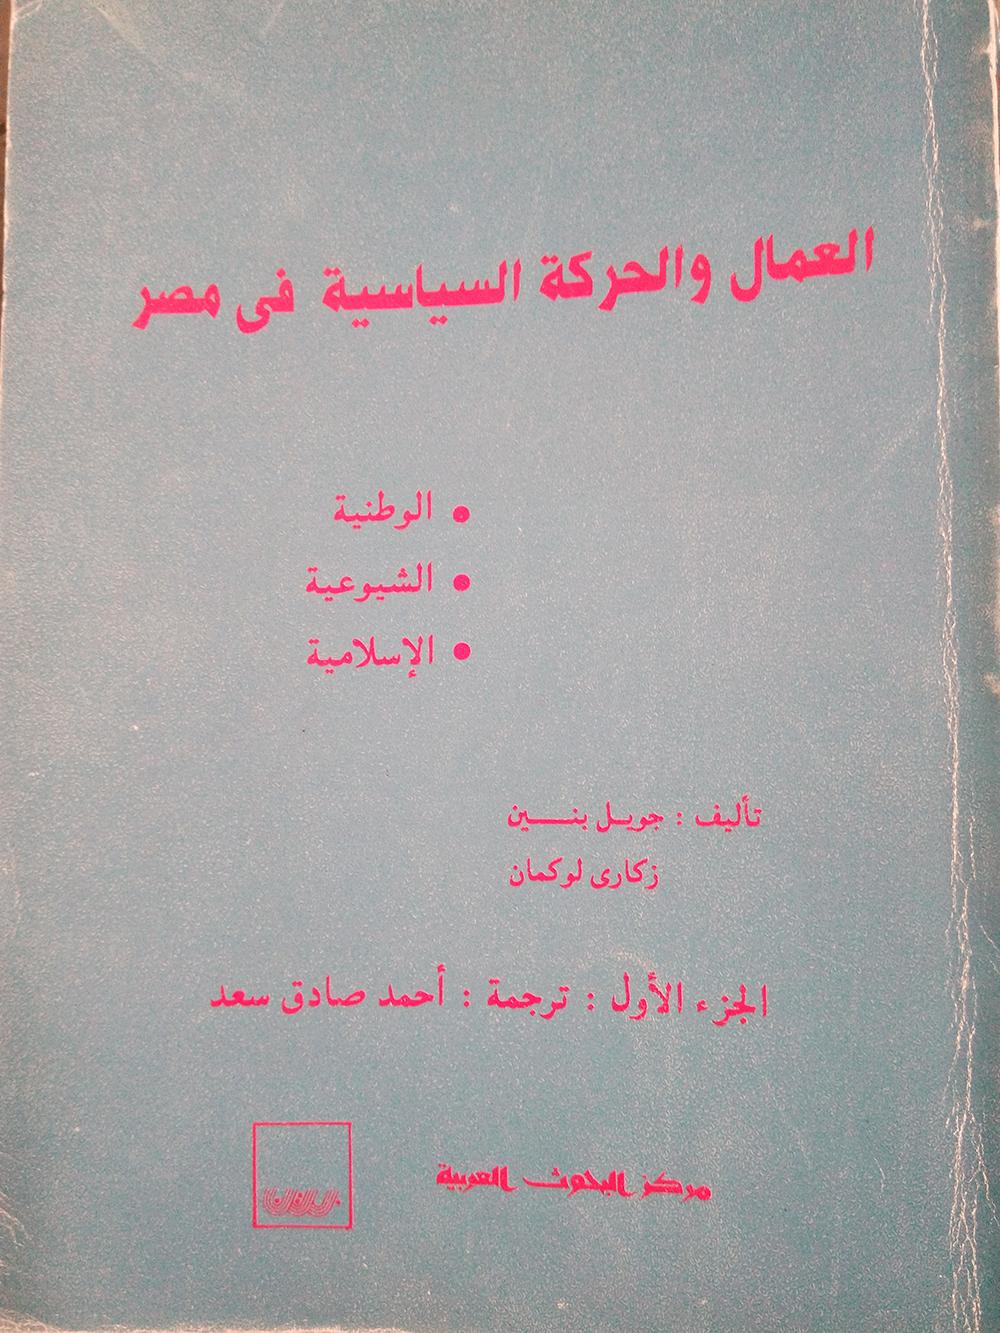 العمال والحركة السياسية فى مصر
• الوطنية
• الشيوعية
• الإسلامية
تأليف : جويل بنين
زكارى لوكمان
الجزء الأول : ترجمة : أحمد صادق سعد
مركز البحوث العربية